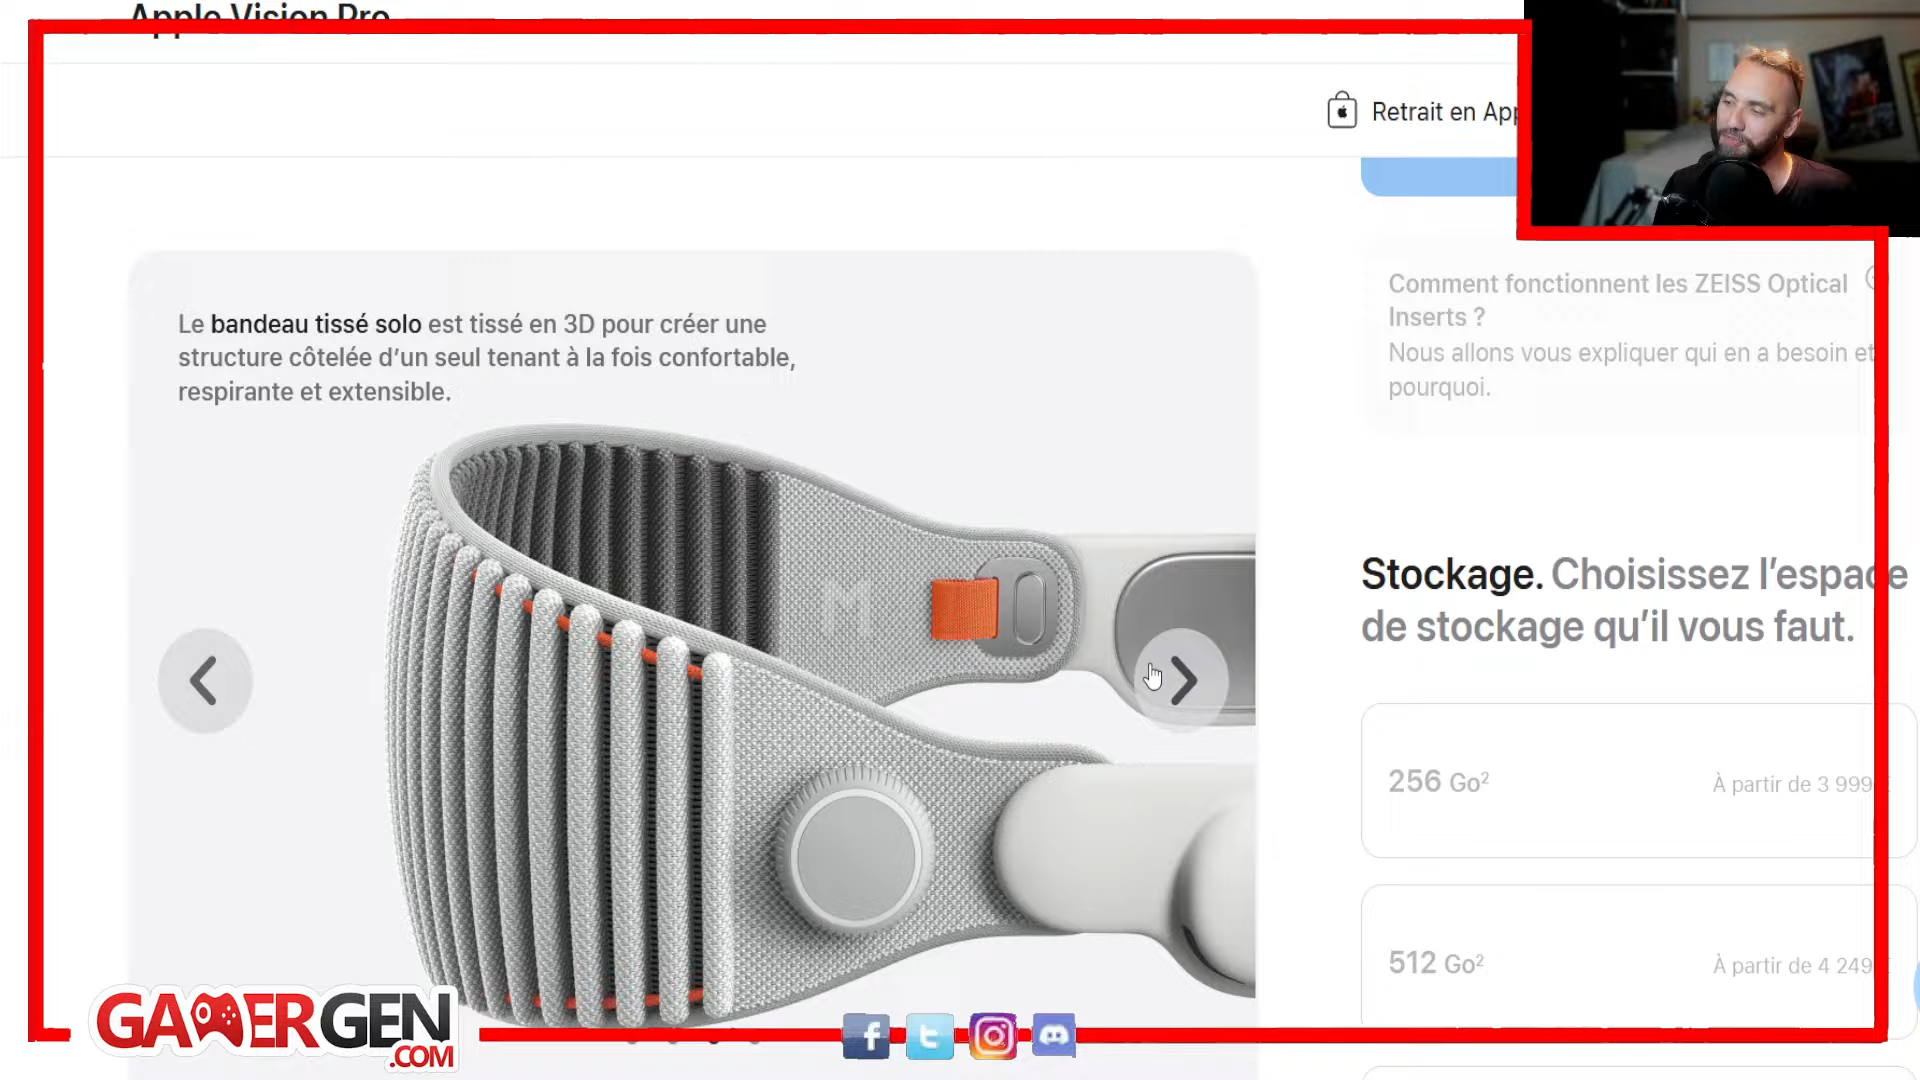 Apple Vision Pro
Retrait en App
Le bandeau tissé solo est tissé en 3D pour créer une
structure côtelée d’un seul tenant à la fois confortable,
respirante et extensible.
M
Comment fonctionnent les ZEISS Optical
Inserts ?
Nous allons vous expliquer qui en a besoin et
pourquoi.
Stockage. Choisissez l’espace
de stockage qu’il vous faut.
256 Go²
À partir de 3 999
512 Go²
À partir de 4 249
GAMERGEN
.COM